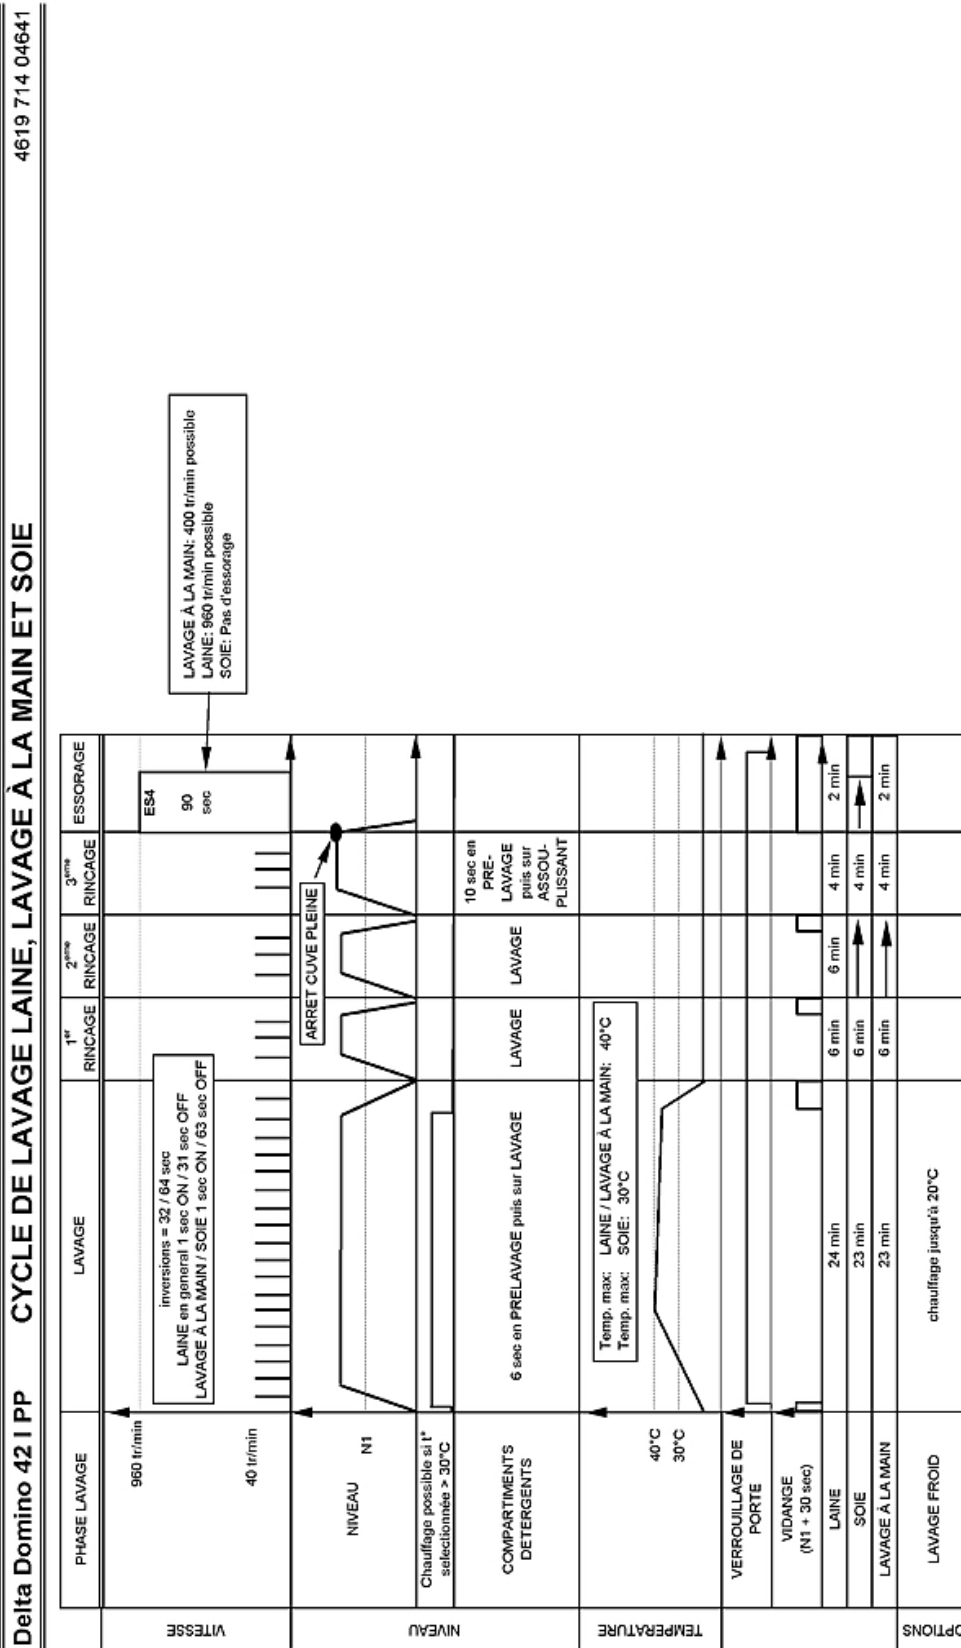 Delta Domino 42 I PP
CYCLE DE LAVAGE LAINE, LAVAGE À LA MAIN ET SOIE
4619 714 04641
PHASE LAVAGE
LAVAGE
1er
RINCAGE
2eme
RINCAGE
3eme
RINCAGE
ESSORAGE
VITESSE
960 tr/min
40 tr/min
inversions = 32 / 64 sec
LAINE en general 1 sec ON / 31 sec OFF
LAVAGE À LA MAIN / SOIE 1 sec ON / 63 sec OFF
ES4
90
sec
LAVAGE À LA MAIN: 400 tr/min possible
LAINE: 960 tr/min possible
SOIE: Pas d'essorage
NIVEAU
NIVEAU
N1
ARRET CUVE PLEINE
Chauffage possible si t°
selectionnée > 30°C
COMPARTIMENTS
DETERGENTS
6 sec en PRELAVAGE puis sur LAVAGE
LAVAGE
LAVAGE
10 sec en
PRE-
LAVAGE
puis sur
ASSOU-
PLISSANT
TEMPERATURE
40°C
30°C
Temp. max: LAINE / LAVAGE À LA MAIN: 40°C
Temp. max: SOIE: 30°C
VERROUILLAGE DE
PORTE
VIDANGE
(N1 + 30 sec)
LAINE
24 min
6 min
6 min
4 min
2 min
SOIE
23 min
6 min
4 min
LAVAGE À LA MAIN
23 min
6 min
4 min
2 min
OPTIONS
LAVAGE FROID
chauffage jusqu'à 20°C